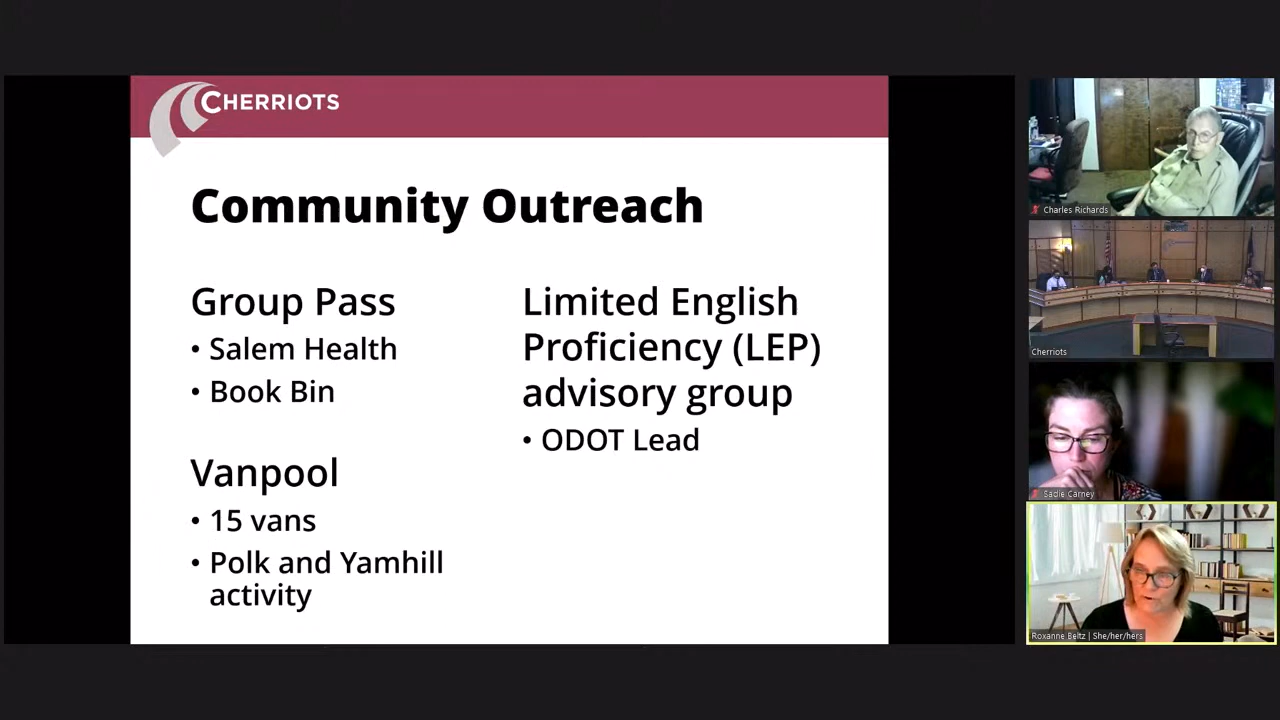 CHERRIOTS
Community Outreach
Group Pass
• Salem Health
• Book Bin
Vanpool
• 15 vans
• Polk and Yamhill
activity
Limited English
Proficiency (LEP)
advisory group
• ODOT Lead
Charles Richards
Cherriots
Sadie Carney
Roxanne Beltz | She/her/hers